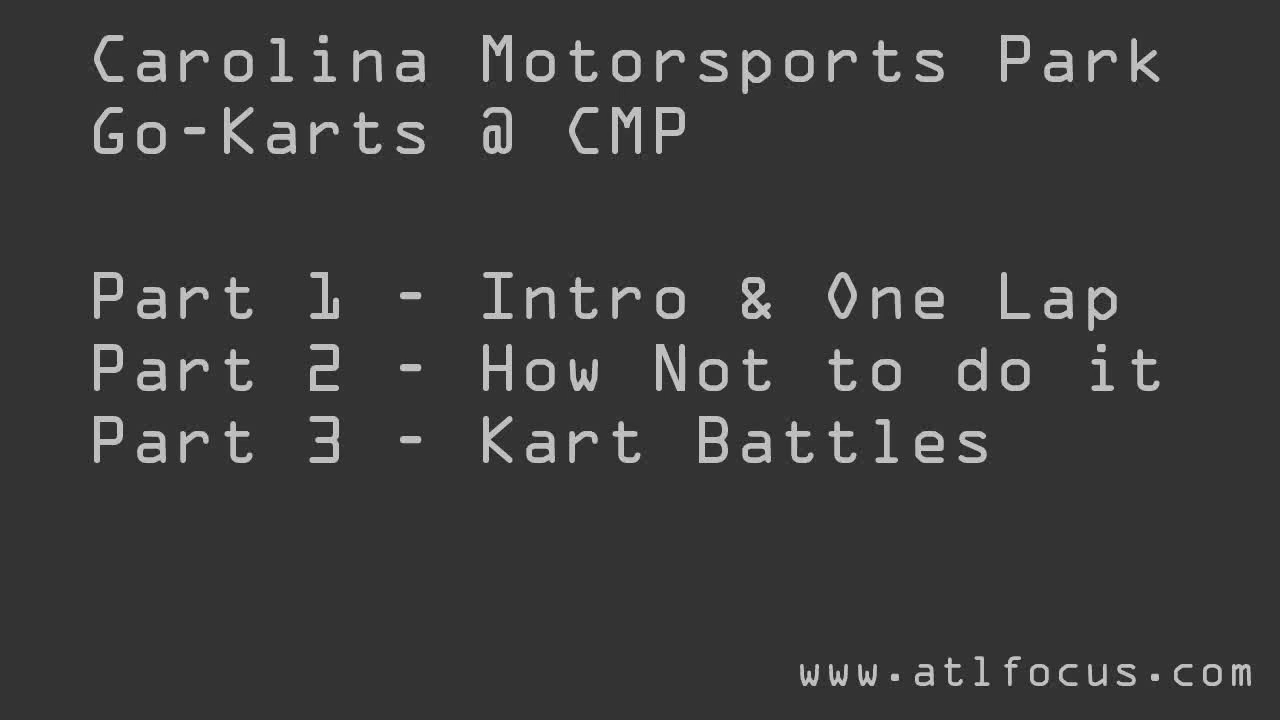 Carolina Motorsports Park
Go-Karts @ CMP
Part 1 - Intro & One Lap
Part 2 - How Not to do it
Part 3 - Kart Battles
www.atlfocus.com